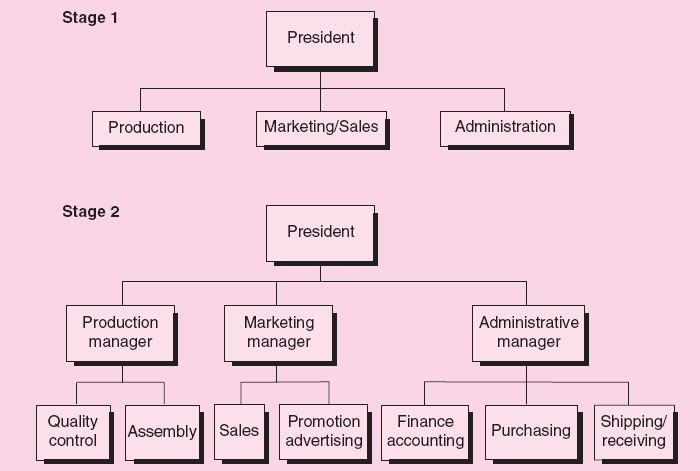 Stage 1
President
Production
Marketing/Sales
Administration
Stage 2
President
Production
manager
Marketing
manager
Administrative
manager
Quality
control
Assembly
Sales
Promotion
advertising
Finance
accounting
Purchasing
Shipping/
receiving